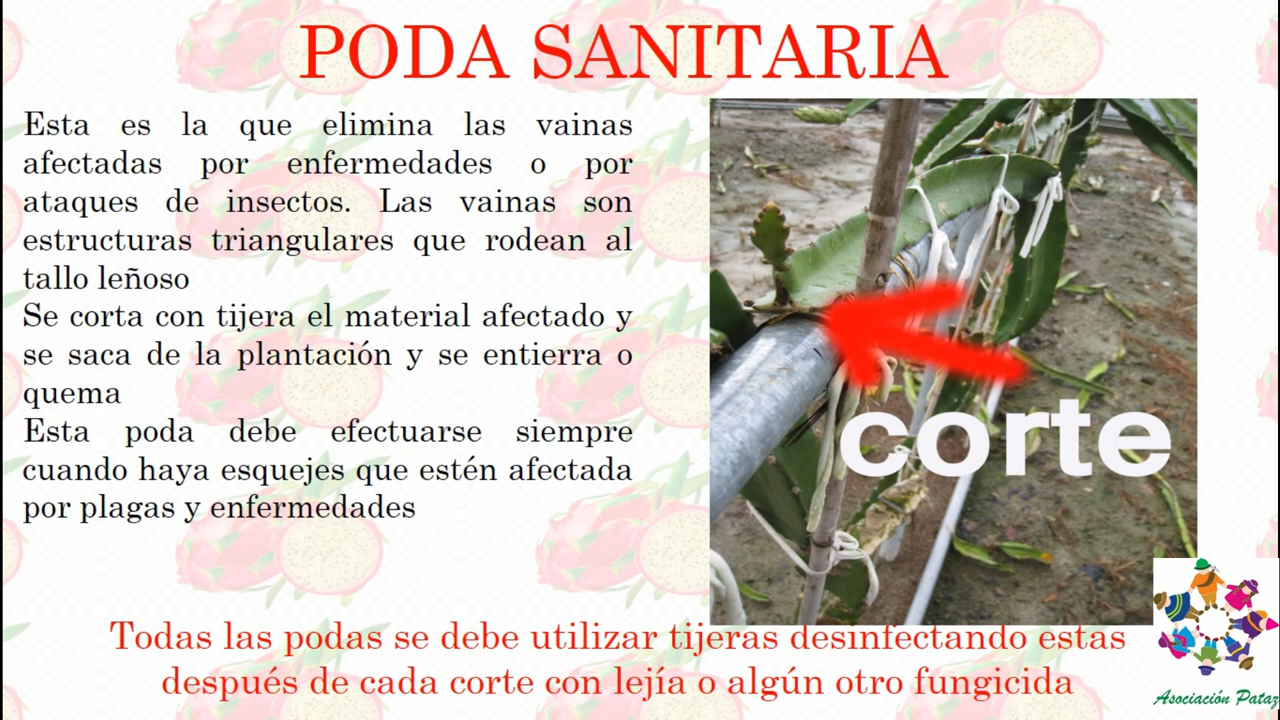 PODA SANITARIA
Esta es la que elimina las vainas
afectadas por enfermedades o por
ataques de insectos. Las vainas son
estructuras triangulares que rodean al
tallo leñoso
Se corta con tijera el material afectado y
se saca de la plantación y se entierra o
quema
Esta poda debe efectuarse siempre
cuando haya esquejes que estén afectada
por plagas y enfermedades
corte
Todas las podas se debe utilizar tijeras desinfectando estas
después de cada corte con lejía o algún otro fungicida
Asociación Pataz